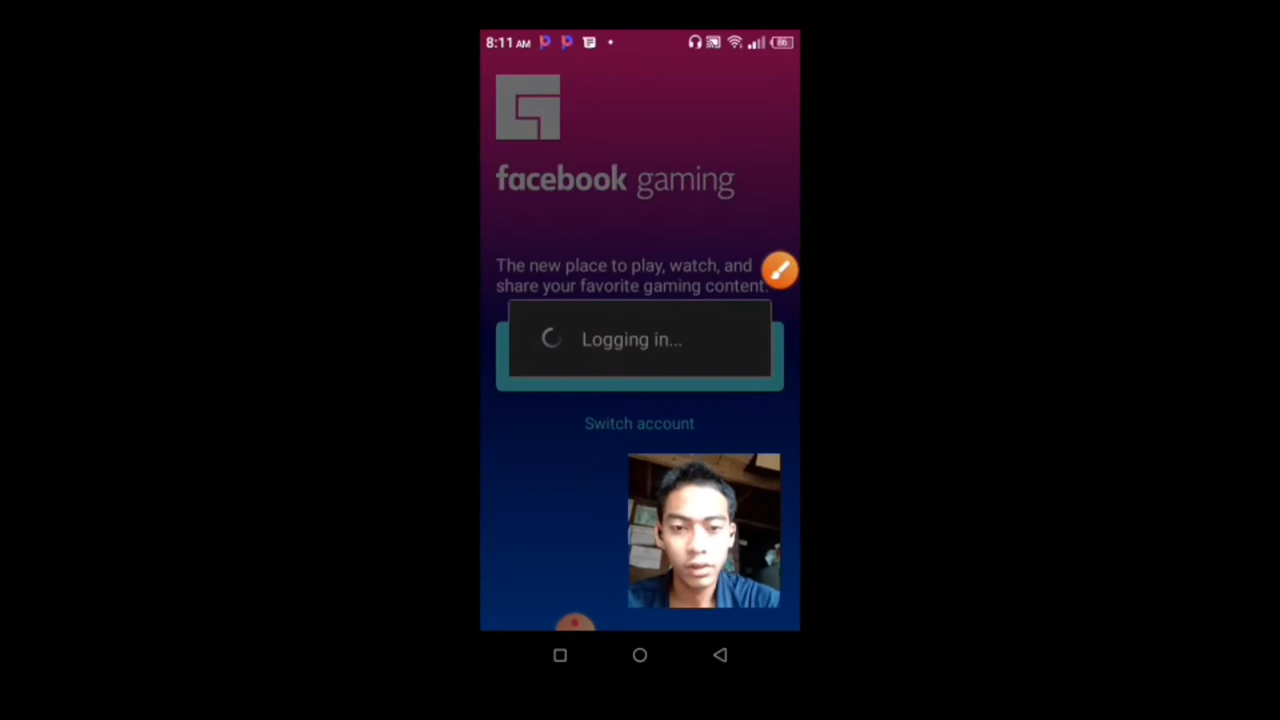 8:11 AM
86
facebook gaming
The new place to play, watch, and
share your favorite gaming content.
Logging in...
Switch account